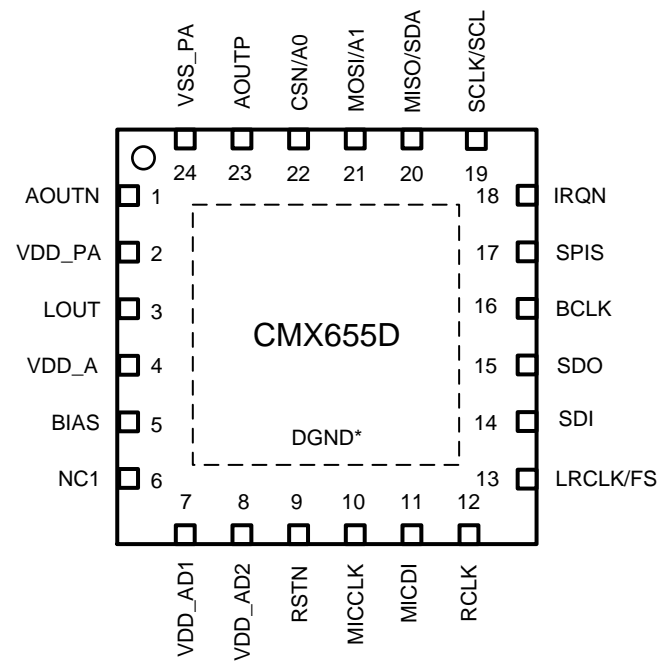 VSS_PA
AOUTP
CSN/A0
MOSI/A1
MISO/SDA
SCLK/SCL
24
23
22
21
20
19
AOUTN 1
VDD_PA 2
LOUT 3
VDD_A 4
BIAS 5
NC1 6
18 IRQN
17 SPIS
16 BCLK
15 SDO
14 SDI
13 LRCLK/FS
CMX655D
DGND*
7
8
9
10
11
12
VDD_AD1
VDD_AD2
RSTN
MICCLK
MICDI
RCLK